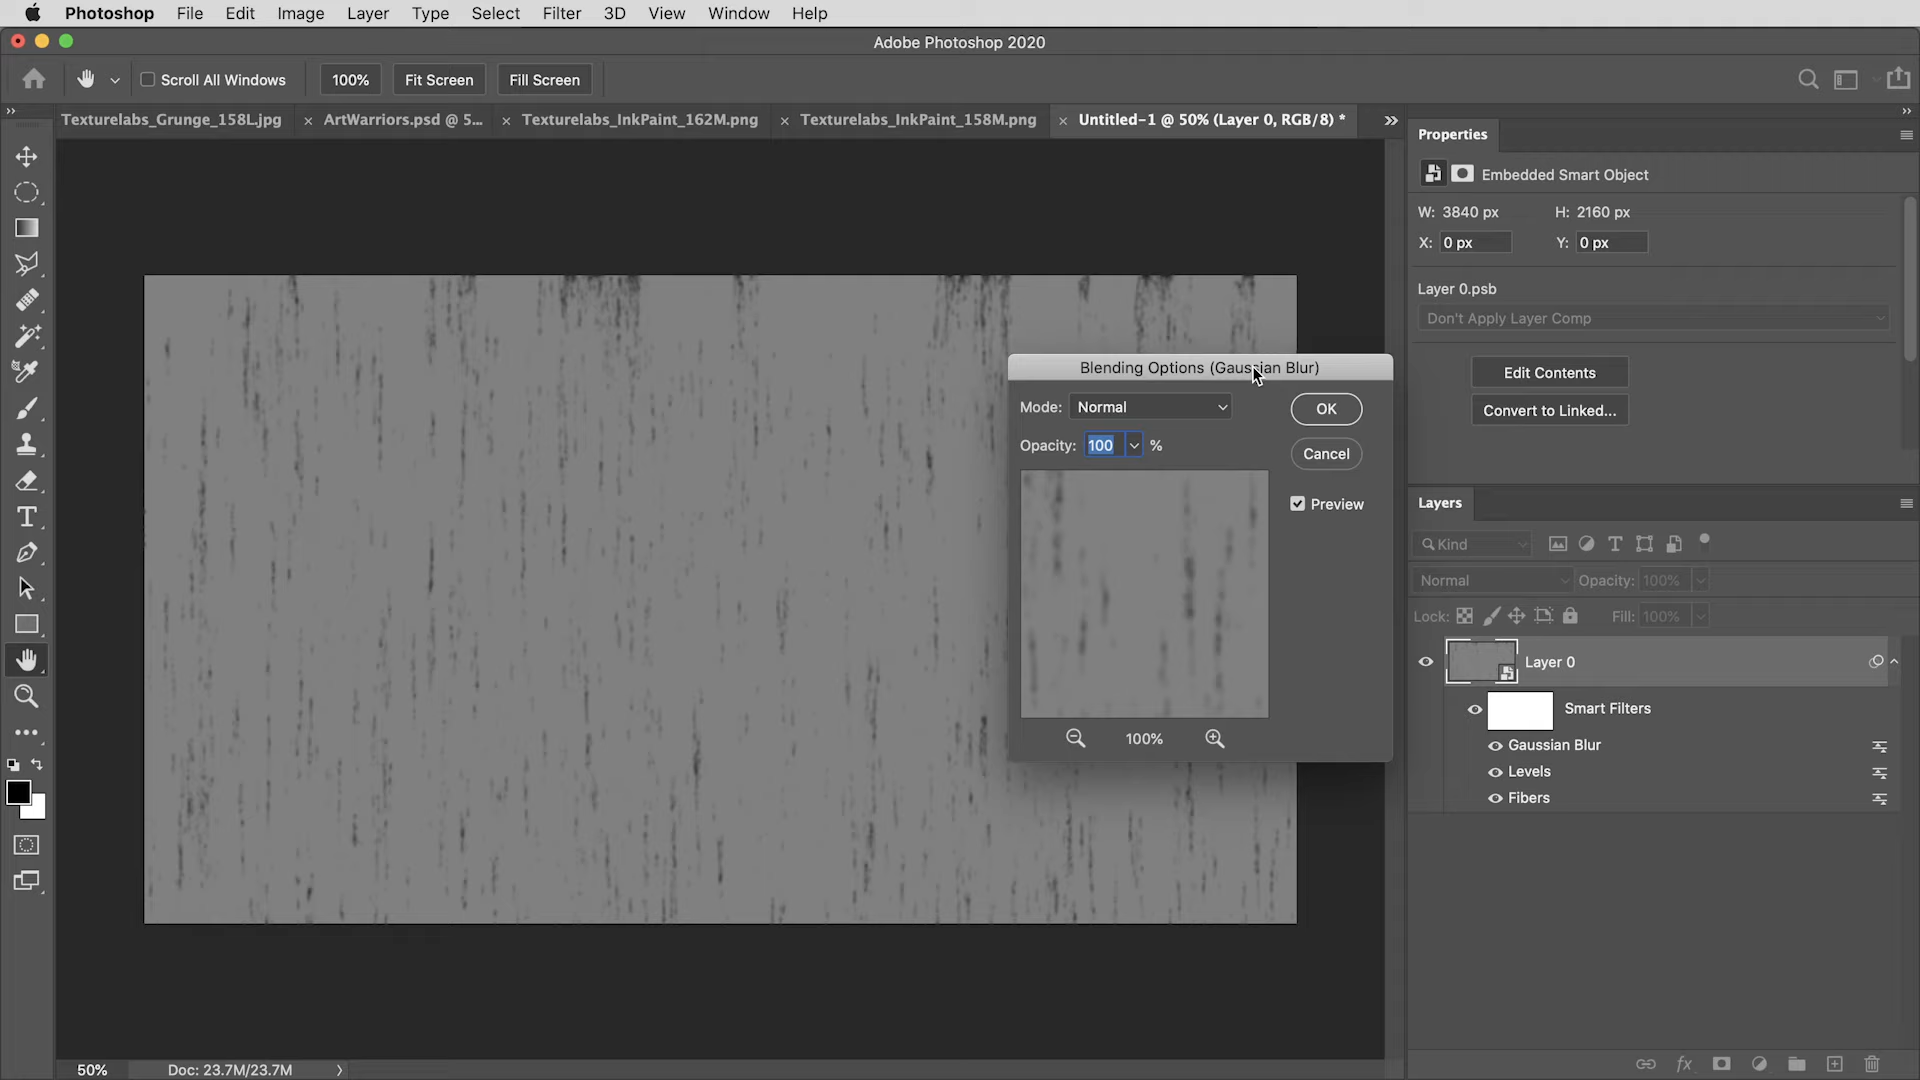 Photoshop File Edit Image Layer Type Select Filter 3D View Window Help
Adobe Photoshop 2020
Scroll All Windows 100% Fit Screen Fill Screen
Texturelabs_Grunge_158L.jpg × ArtWarriors.psd @ 5... × Texturelabs_InkPaint_162M.png × Texturelabs_InkPaint_158M.png × Untitled-1 @ 50% (Layer 0, RGB/8) *
Properties
Embedded Smart Object
W: 3840 px H: 2160 px
X: 0 px Y: 0 px
Layer 0.psb
Don't Apply Layer Comp
Edit Contents
Convert to Linked...
Blending Options (Gaussian Blur)
Mode: Normal
OK
Opacity: 100 %
Cancel
Preview
100%
Layers
Kind
Normal Opacity: 100%
Lock: Fill: 100%
Layer 0
Smart Filters
Gaussian Blur
Levels
Fibers
50% Doc: 23.7M/23.7M